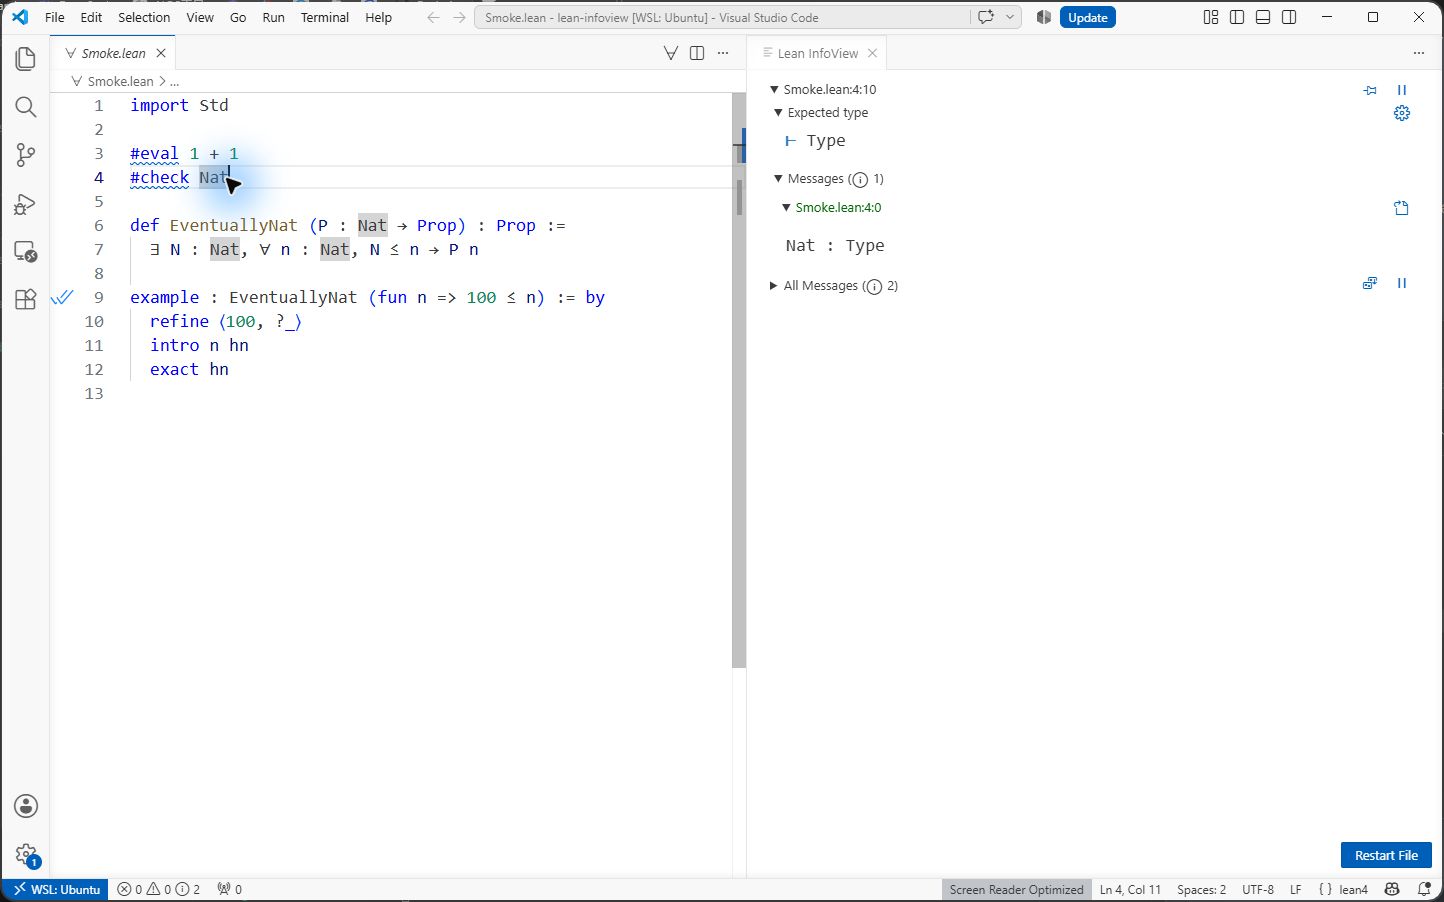 File Edit Selection View Go Run Terminal Help
Smoke.lean - lean-infoview [WSL: Ubuntu] - Visual Studio Code
Update
Smoke.lean
Smoke.lean > ...
1 import Std
2
3 #eval 1 + 1
4 #check Nat
5
6 def EventuallyNat (P : Nat → Prop) : Prop :=
7 ∃ N : Nat, ∀ n : Nat, N ≤ n → P n
8
9 example : EventuallyNat (fun n => 100 ≤ n) := by
10 refine ⟨100, ?_⟩
11 intro n hn
12 exact hn
13
Lean InfoView
Smoke.lean:4:10
Expected type
⊢ Type
Messages (i 1)
Smoke.lean:4:0
Nat : Type
All Messages (i 2)
Restart File
1
WSL: Ubuntu 0 0 2 0 Screen Reader Optimized Ln 4, Col 11 Spaces: 2 UTF-8 LF { } lean4